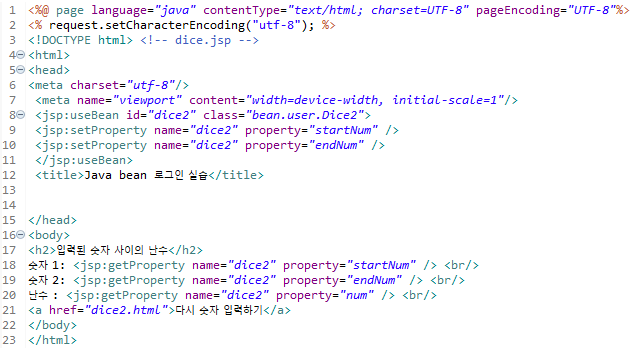 1 <%@ page language="java" contentType="text/html; charset=UTF-8" pageEncoding="UTF-8"%>
2 <% request.setCharacterEncoding("utf-8"); %>
3 <!DOCTYPE html> <!-- dice.jsp -->
4 <html>
5 <head>
6 <meta charset="utf-8"/>
7 <meta name="viewport" content="width=device-width, initial-scale=1"/>
8 <jsp:useBean id="dice2" class="bean.user.Dice2">
9 <jsp:setProperty name="dice2" property="startNum" />
10 <jsp:setProperty name="dice2" property="endNum" />
11 </jsp:useBean>
12 <title>Java bean 로그인 실습</title>
13
14
15 </head>
16 <body>
17 <h2>입력된 숫자 사이의 난수</h2>
18 숫자 1: <jsp:getProperty name="dice2" property="startNum" /> <br/>
19 숫자 2: <jsp:getProperty name="dice2" property="endNum" /> <br/>
20 난수 : <jsp:getProperty name="dice2" property="num" /> <br/>
21 <a href="dice2.html">다시 숫자 입력하기</a>
22 </body>
23 </html>